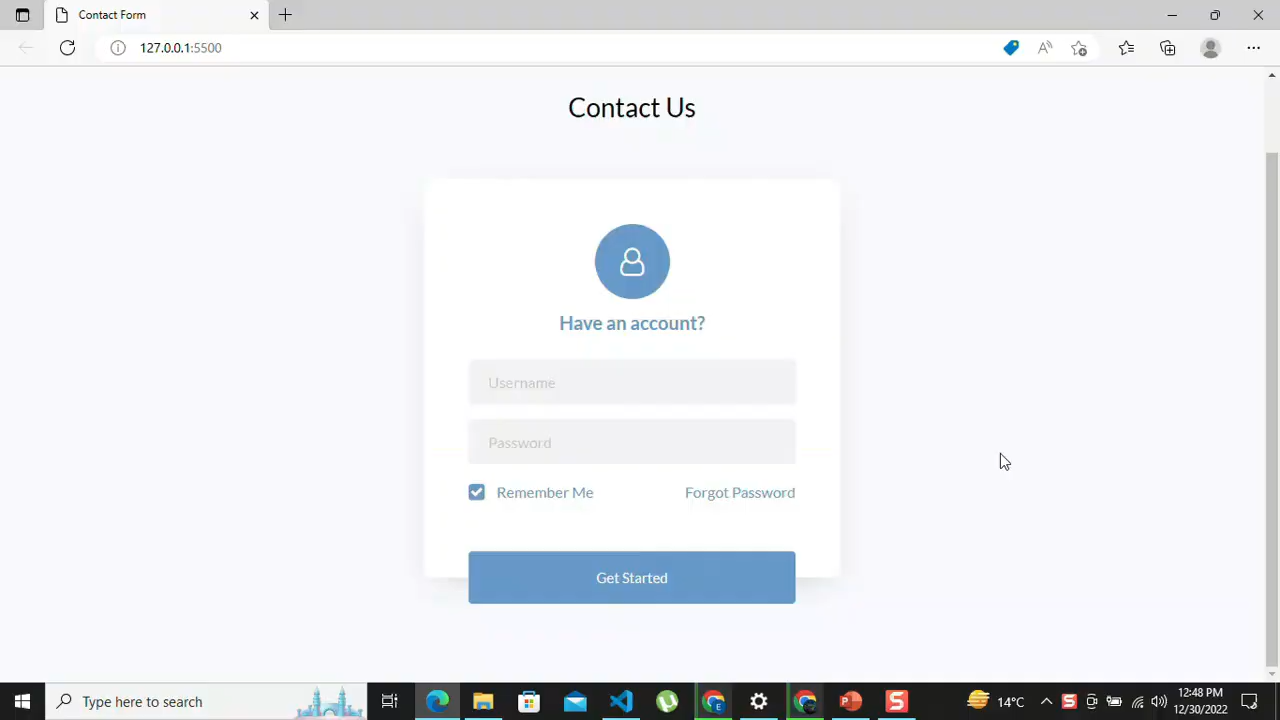 Contact Form
127.0.0.1:5500
Contact Us
Have an account?
Username
Password
Remember Me
Forgot Password
Get Started
Type here to search
14°C
12:48 PM
12/30/2022